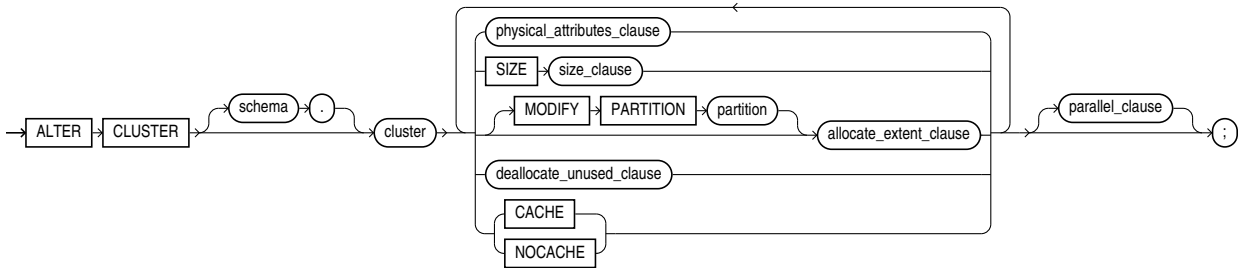 physical_attributes_clause
SIZE size_clause
MODIFY PARTITION partition
ALTER CLUSTER schema . cluster allocate_extent_clause parallel_clause ;
deallocate_unused_clause
CACHE
NOCACHE